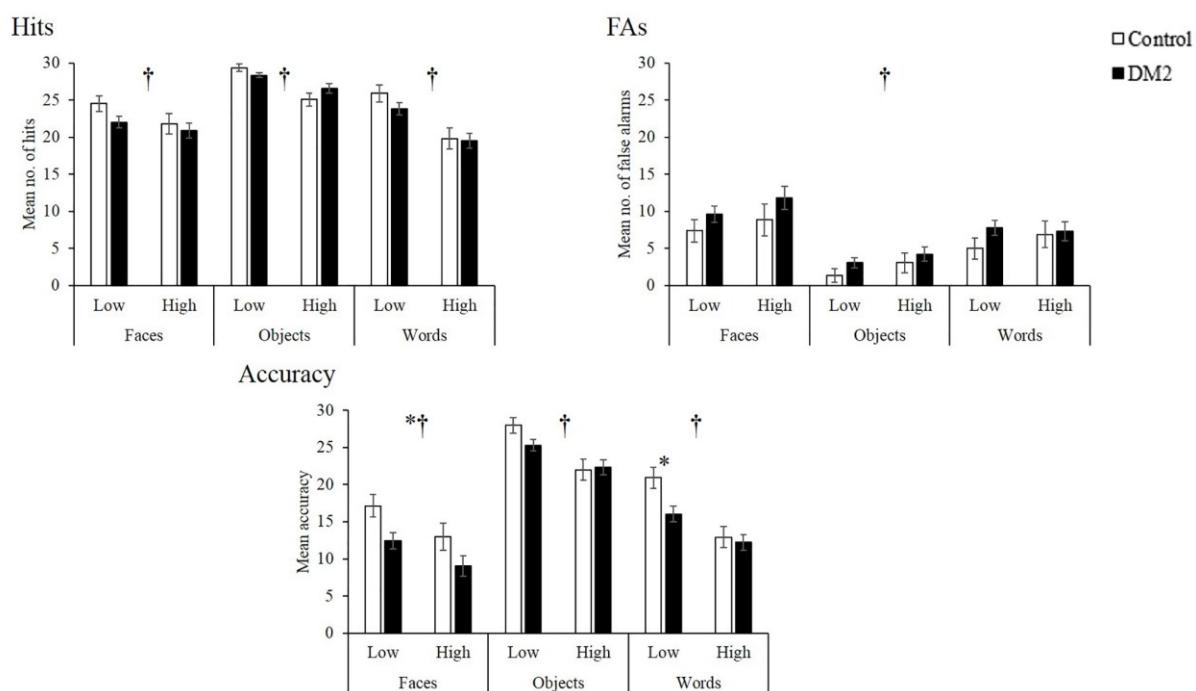 Hits
30
25
20
15
10
5
0
Mean no. of hits
†
†
†
Low High Low High Low High
Faces Objects Words
FAs
30
25
20
15
10
5
0
Mean no. of false alarms
†
Low High Low High Low High
Faces Objects Words
Control
DM2
Accuracy
30
25
20
15
10
5
0
Mean accuracy
*†
†
†
*
Low High Low High Low High
Faces Objects Words